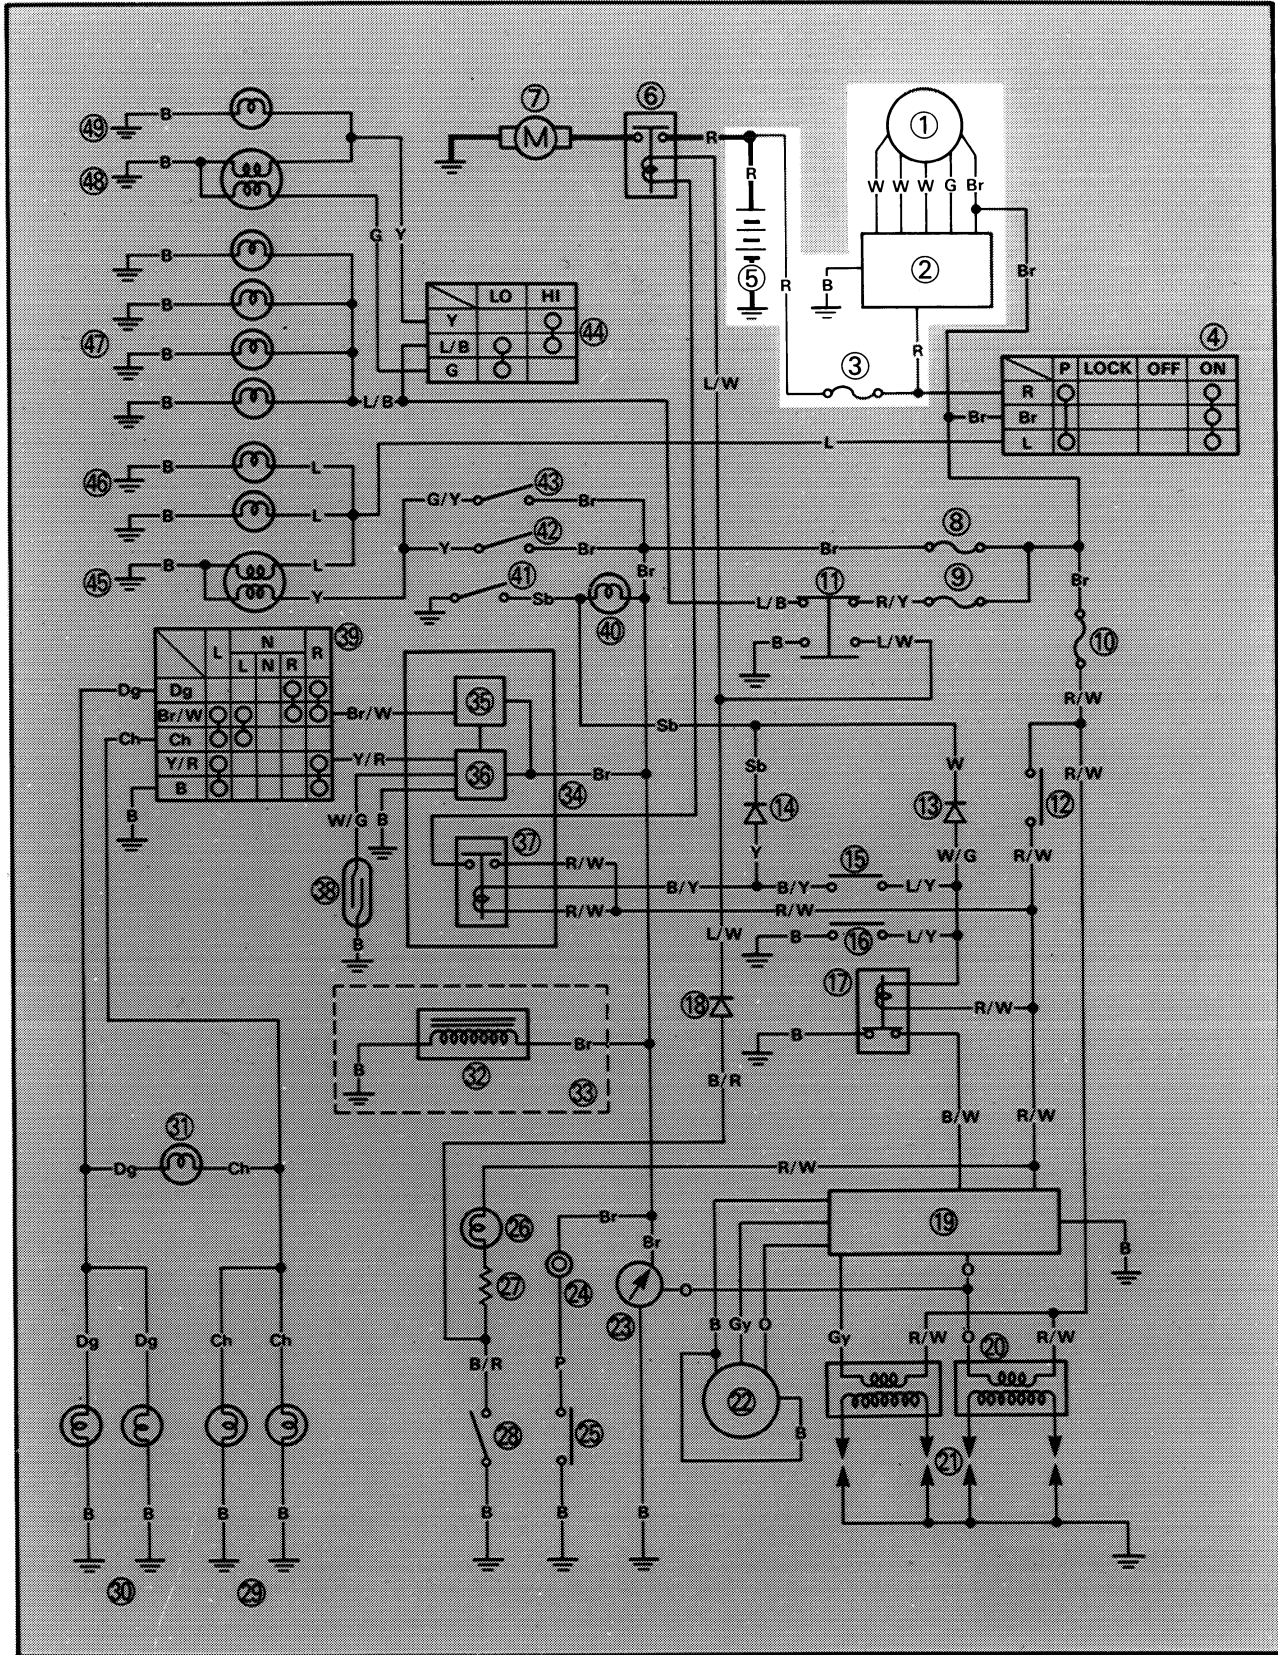 ⑦ ⑥ ①
B
㊾
M R
B
㊽
R
W W W G Br
G Y
B
②
Br
⑤ R B
LO HI
B
Y
㊹
④
㊼
B
L/B
R
③
P LOCK OFF ON
G
L/W
R
B L/B
Br Br
L
L
B L
㊻
G/Y ㊸ Br
B L
⑧
㊷
Y Br Br
B L
㊺
㊶
Br
⑪ ⑨
Br
Y
Sb
L/B R/Y
㊵
㊴
L N R
L N R
B L/W
⑩
Dg Dg
R/W
Br/W Br/W
㉟
Sb
Ch Ch
Y/R Y/R
Sb W R/W
B
㊱ Br
㉞
⑭ ⑬ ⑫
B W/G B
㊲
Y W/G R/W
R/W
⑮
㊳
B/Y B/Y L/Y
R/W R/W
L/W B L/Y
⑯
B
⑰
⑱
R/W
B
Br
B ㉜
㉝
B/R
B/W R/W
㉛
Dg Ch
R/W
Br
㉖ ⑲
Br
B
㉗ ㉔
O
O
㉓
B Gy O
Dg Dg Ch Ch
Gy R/W O ⑳ R/W
B/R P
㉒
㉘ ㉕
B
㉑
B B B B B B B
㉚ ㉙